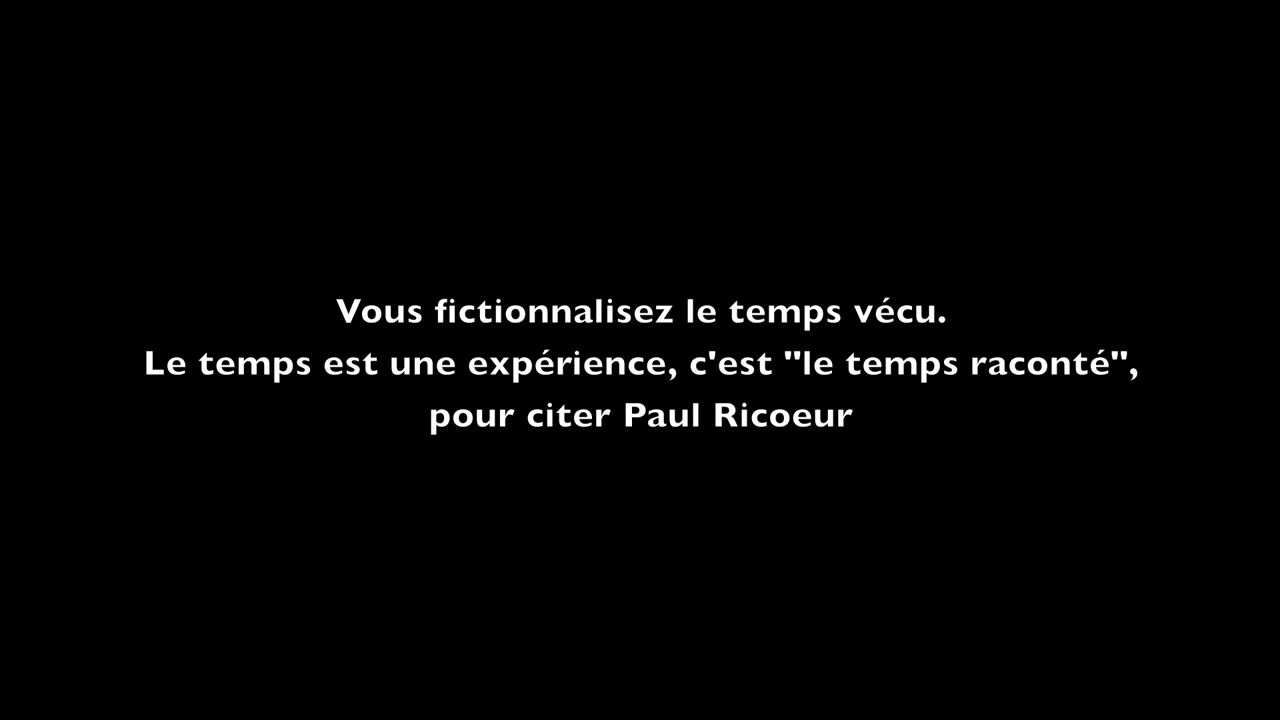 Vous fictionnalisez le temps vécu.
Le temps est une expérience, c'est "le temps raconté",
pour citer Paul Ricoeur